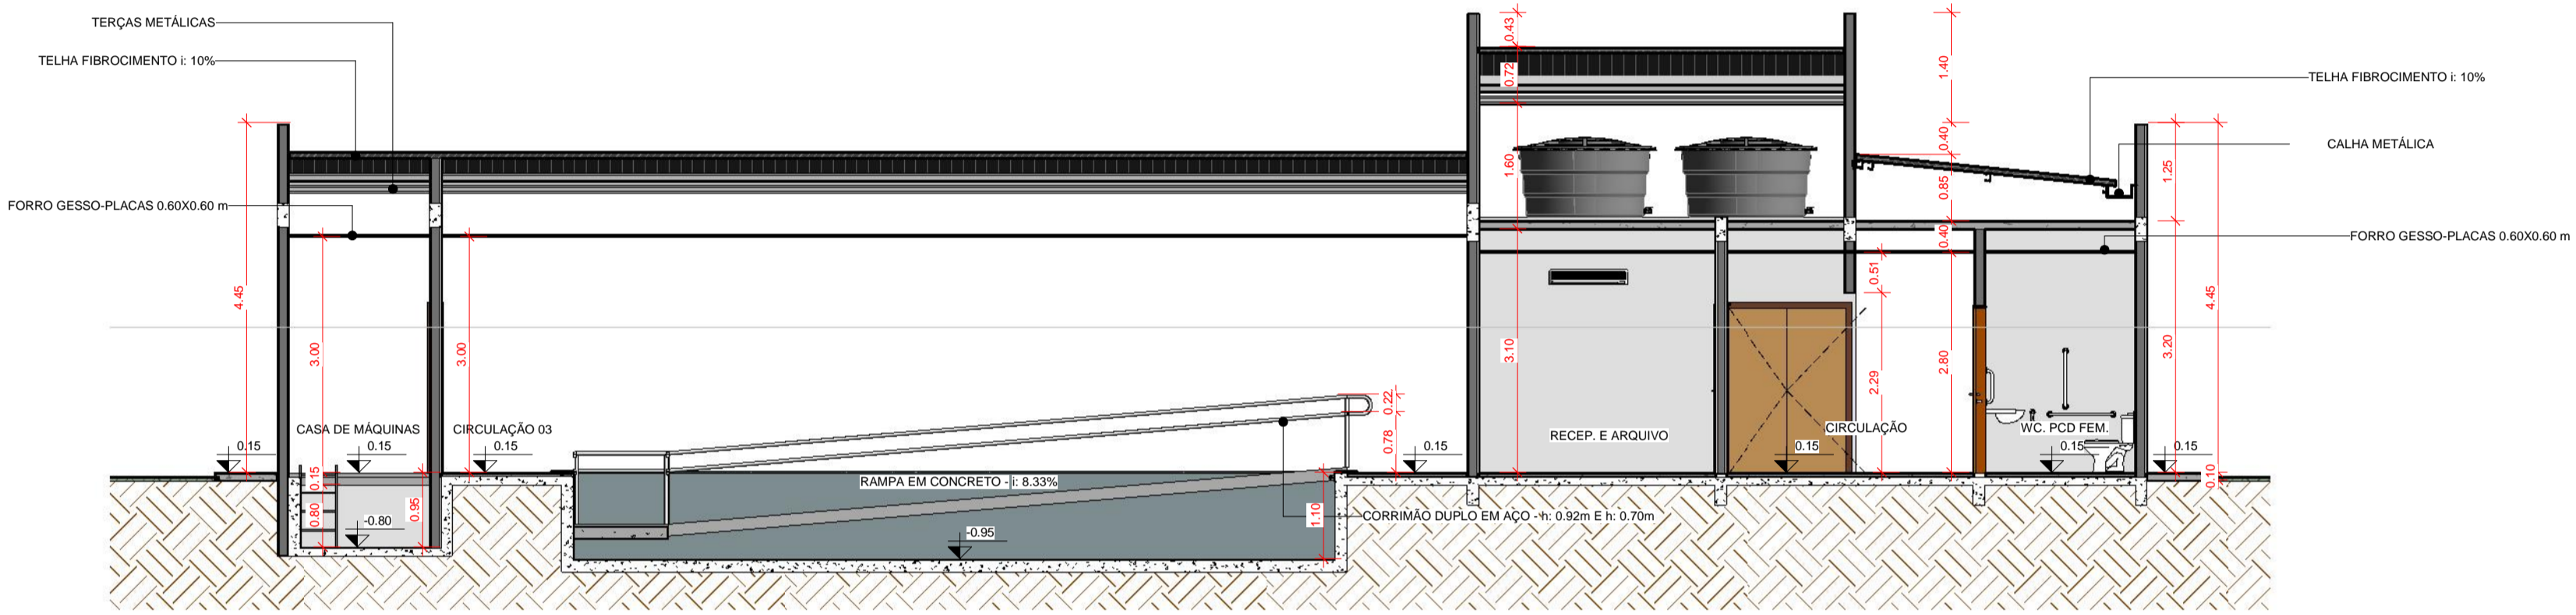 TERÇAS METÁLICAS
TELHA FIBROCIMENTO i: 10%
FORRO GESSO-PLACAS 0.60X0.60 m
4.45
3.00
3.00
0.43
0.72
1.60
3.10
1.40
0.40
0.85
0.40
0.51
2.29
2.80
1.25
3.20
4.45
0.10
TELHA FIBROCIMENTO i: 10%
CALHA METÁLICA
FORRO GESSO-PLACAS 0.60X0.60 m
0.15
CASA DE MÁQUINAS
0.15
CIRCULAÇÃO 03
0.15
0.15
0.80
0.95
-0.80
RAMPA EM CONCRETO - i: 8.33%
-0.95
1.10
0.22
0.78
CORRIMÃO DUPLO EM AÇO - h: 0.92m E h: 0.70m
0.15
RECEP. E ARQUIVO
CIRCULAÇÃO
0.15
WC. PCD FEM.
0.15
0.15